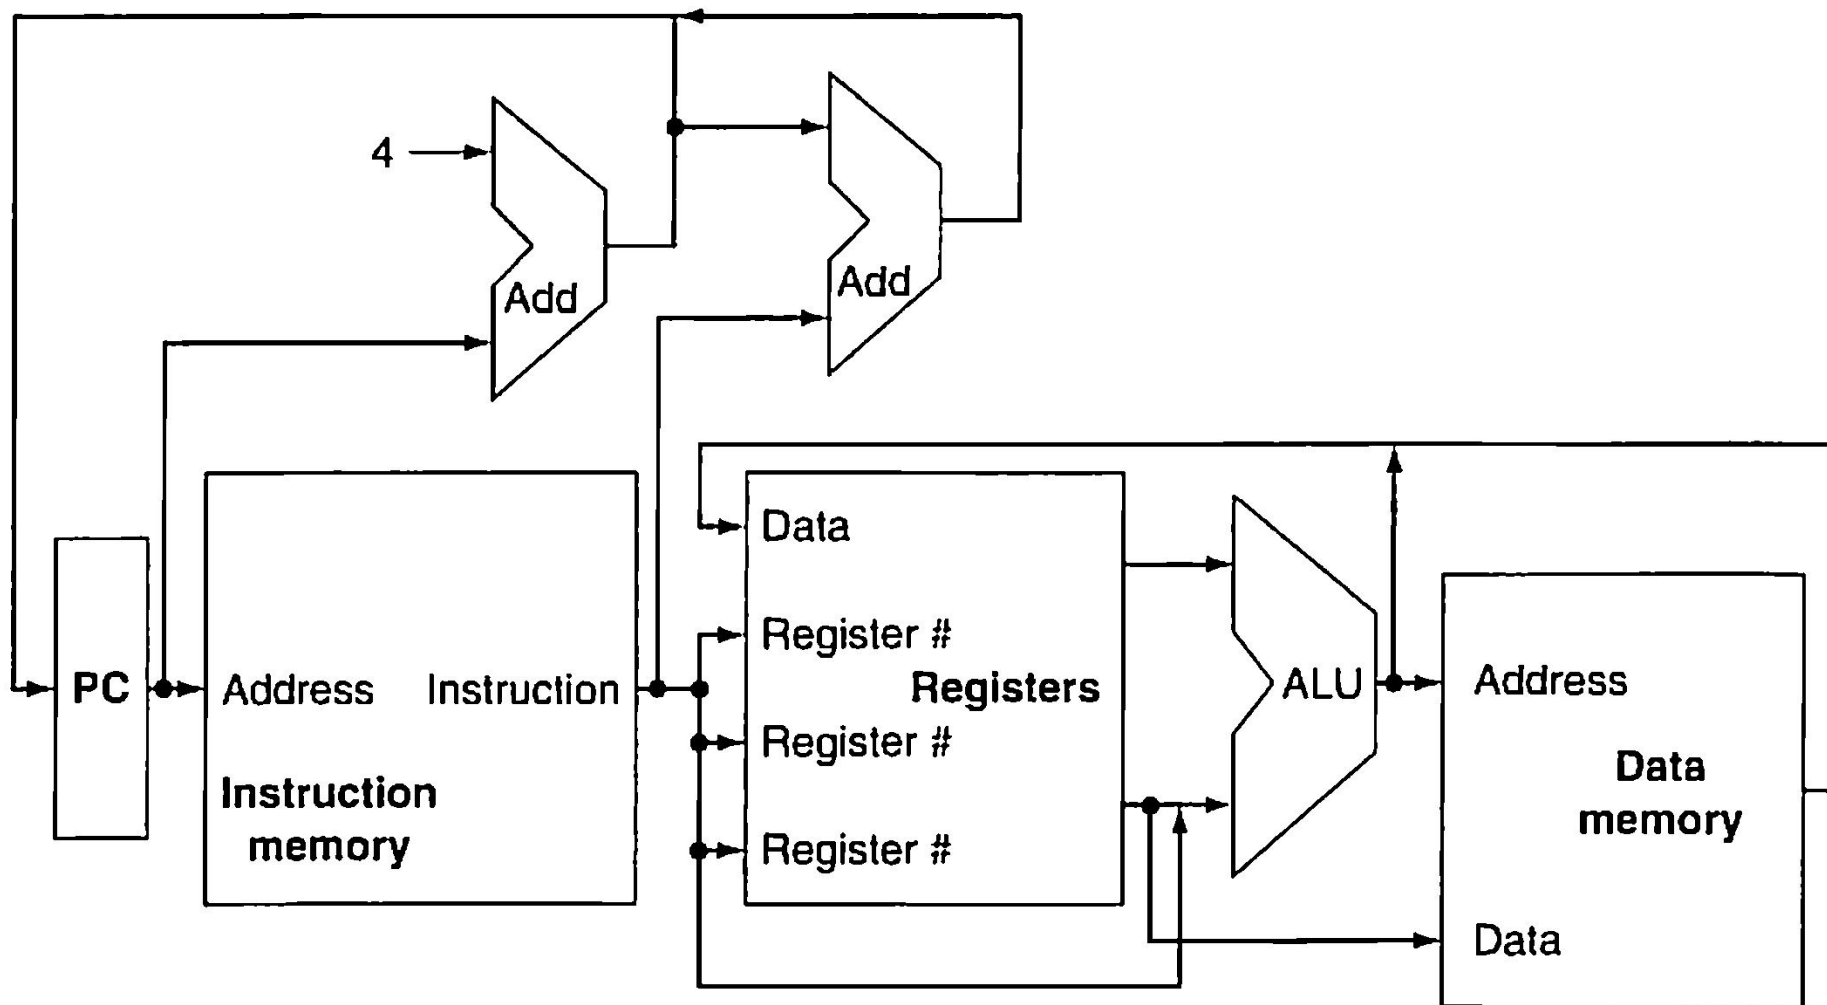 4
Add
Add
Data
Register #
PC
Address
Instruction
Registers
ALU
Address
Register #
Instruction
memory
Data
memory
Register #
Data